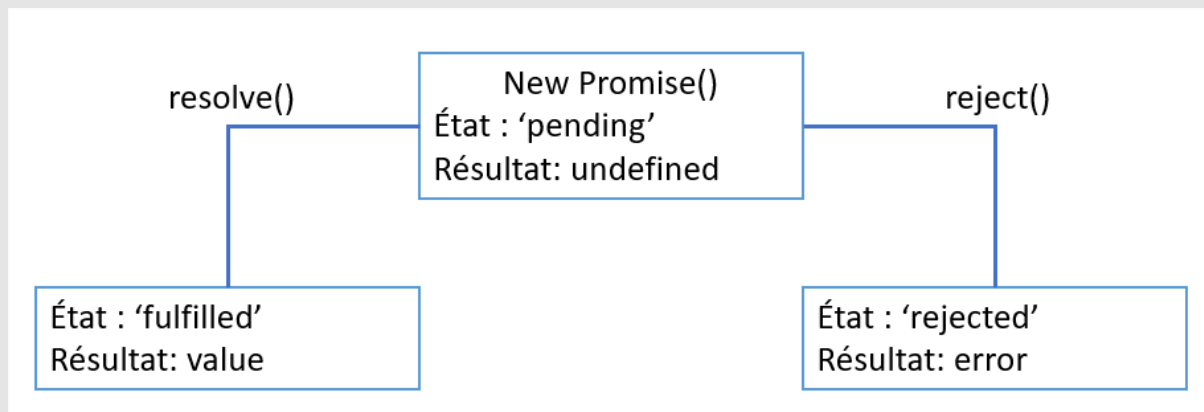 New Promise()
resolve()
reject()
État : ‘pending’
Résultat: undefined
État : ‘fulfilled’
Résultat: value
État : ‘rejected’
Résultat: error